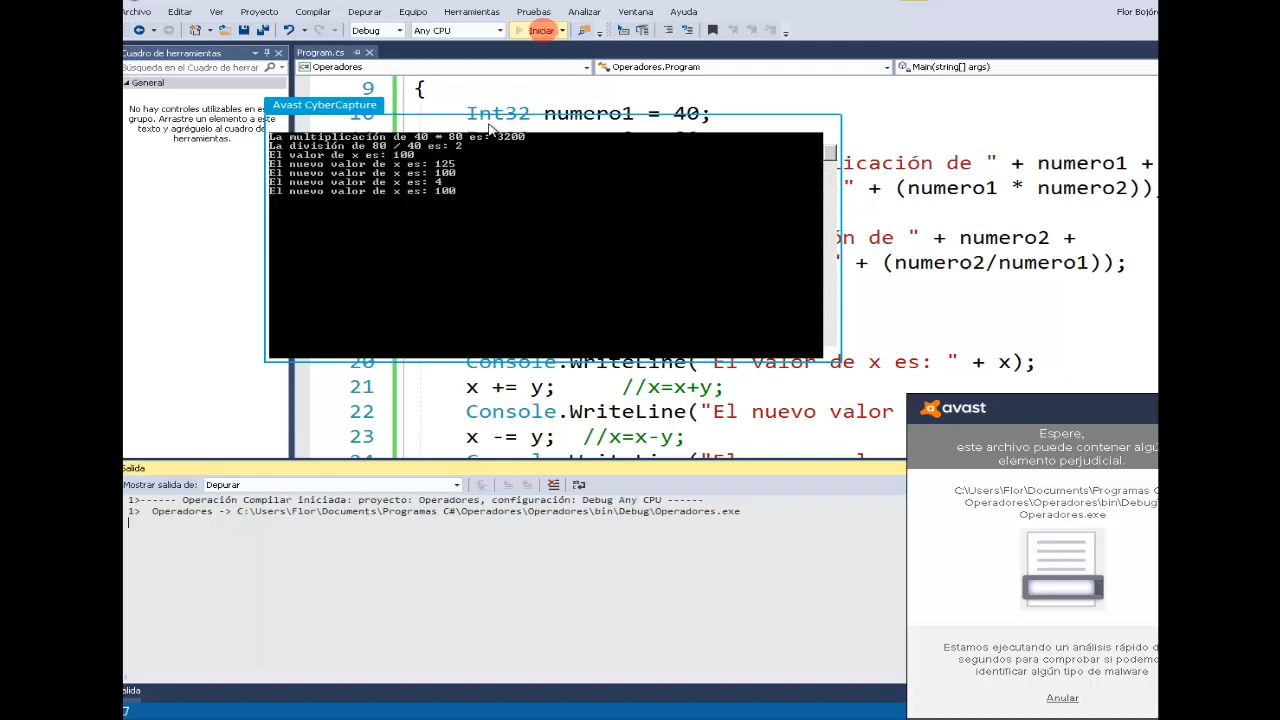 Archivo Editar Ver Proyecto Compilar Depurar Equipo Herramientas Pruebas Analizar Ventana Ayuda Flor Bojór
Debug Any CPU Iniciar
Cuadro de herramientas
Búsqueda en el Cuadro de herrar
General
No hay controles utilizables en es
grupo. Arrastre un elemento a este
texto y agréguelo al cuadro de
herramientas.
Program.cs
C# Operadores Operadores.Program Main(string[] args)
9 {
10 Int32 numero1 = 40;
Avast CyberCapture
La multiplicación de 40 * 80 es: 3200
La división de 80 / 40 es: 2
El valor de x es: 100
El nuevo valor de x es: 125
El nuevo valor de x es: 100
El nuevo valor de x es: 4
El nuevo valor de x es: 100
icación de " + numero1 +
" + (numero1 * numero2));
ón de " + numero2 +
" + (numero2/numero1));
20 Console.WriteLine("El valor de x es: " + x);
21 x += y; //x=x+y;
22 Console.WriteLine("El nuevo valor
23 x -= y; //x=x-y;
Salida
Mostrar salida de: Depurar
1>------ Operación Compilar iniciada: proyecto: Operadores, configuración: Debug Any CPU ------
1> Operadores -> C:\Users\Flor\Documents\Programas C#\Operadores\Operadores\bin\Debug\Operadores.exe
alida
avast
Espere,
este archivo puede contener algú
elemento perjudicial.
C:\Users\Flor\Documents\Programas C
Operadores\Operadores\bin\Debug\
Operadores.exe
Estamos ejecutando un análisis rápido d
segundos para comprobar si podemo
identificar algún tipo de malware
Anular